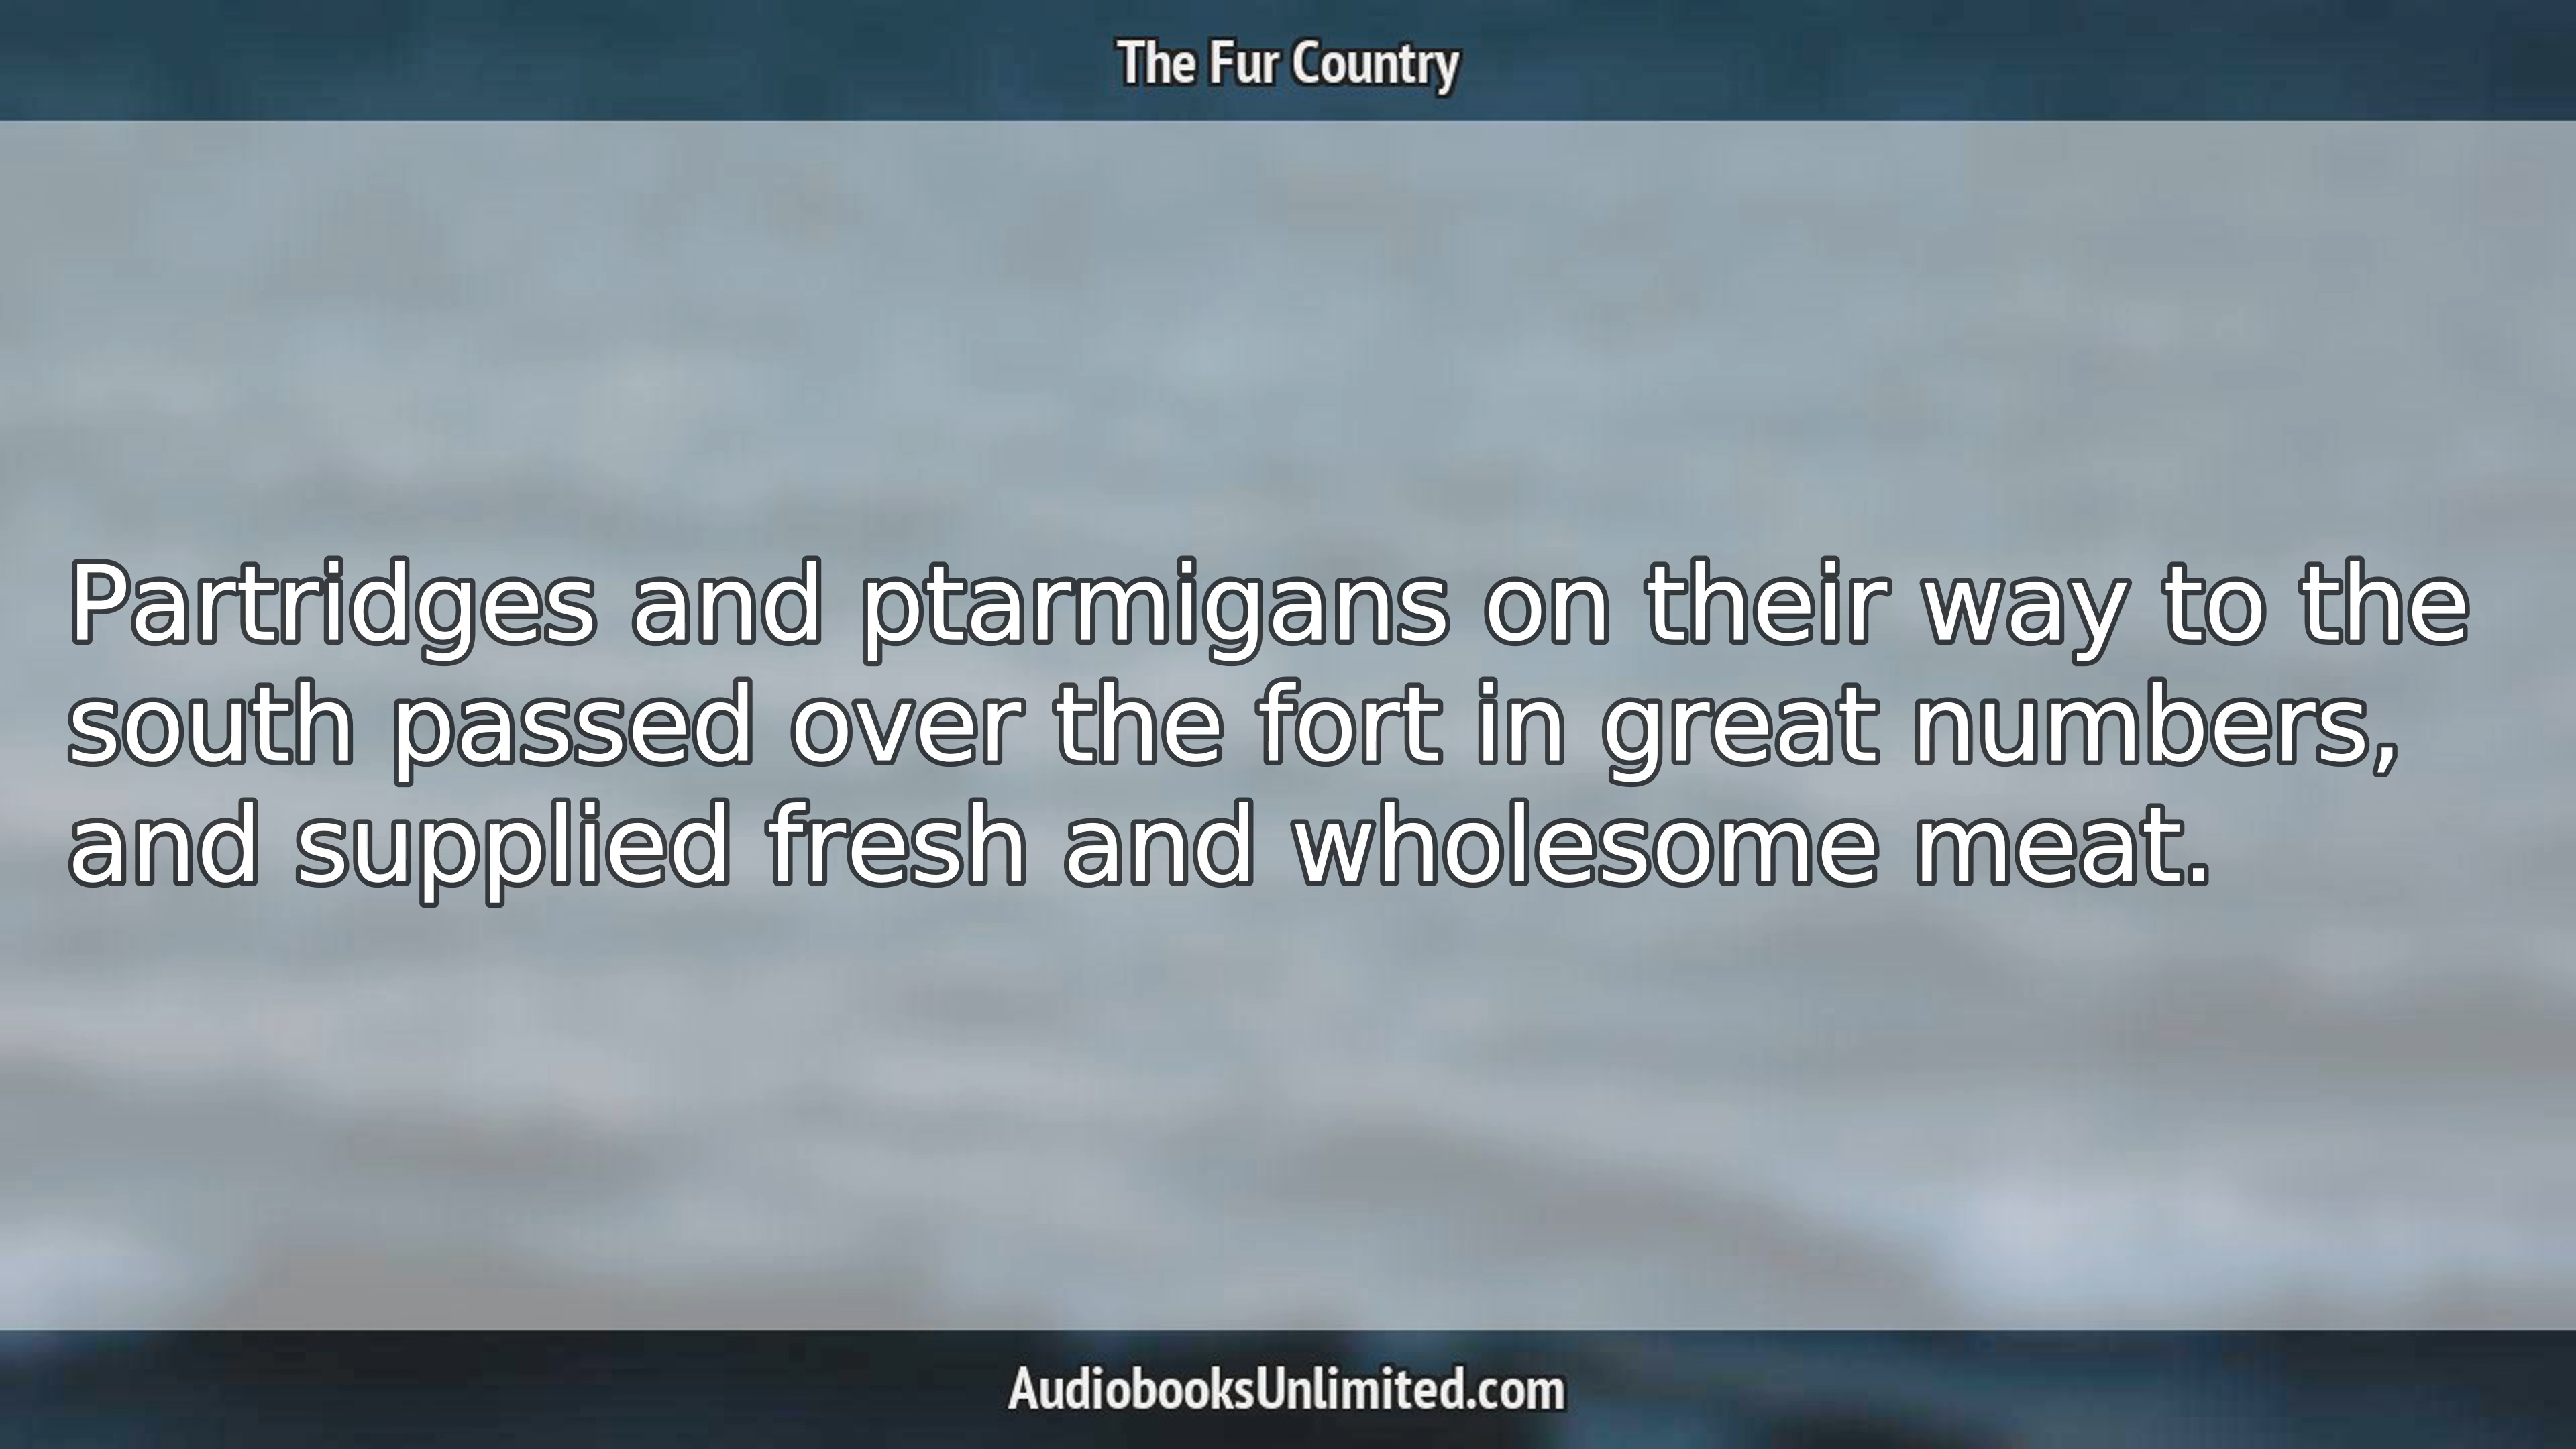 The Fur Country
Partridges and ptarmigans on their way to the
south passed over the fort in great numbers,
and supplied fresh and wholesome meat.
AudiobooksUnlimited.com